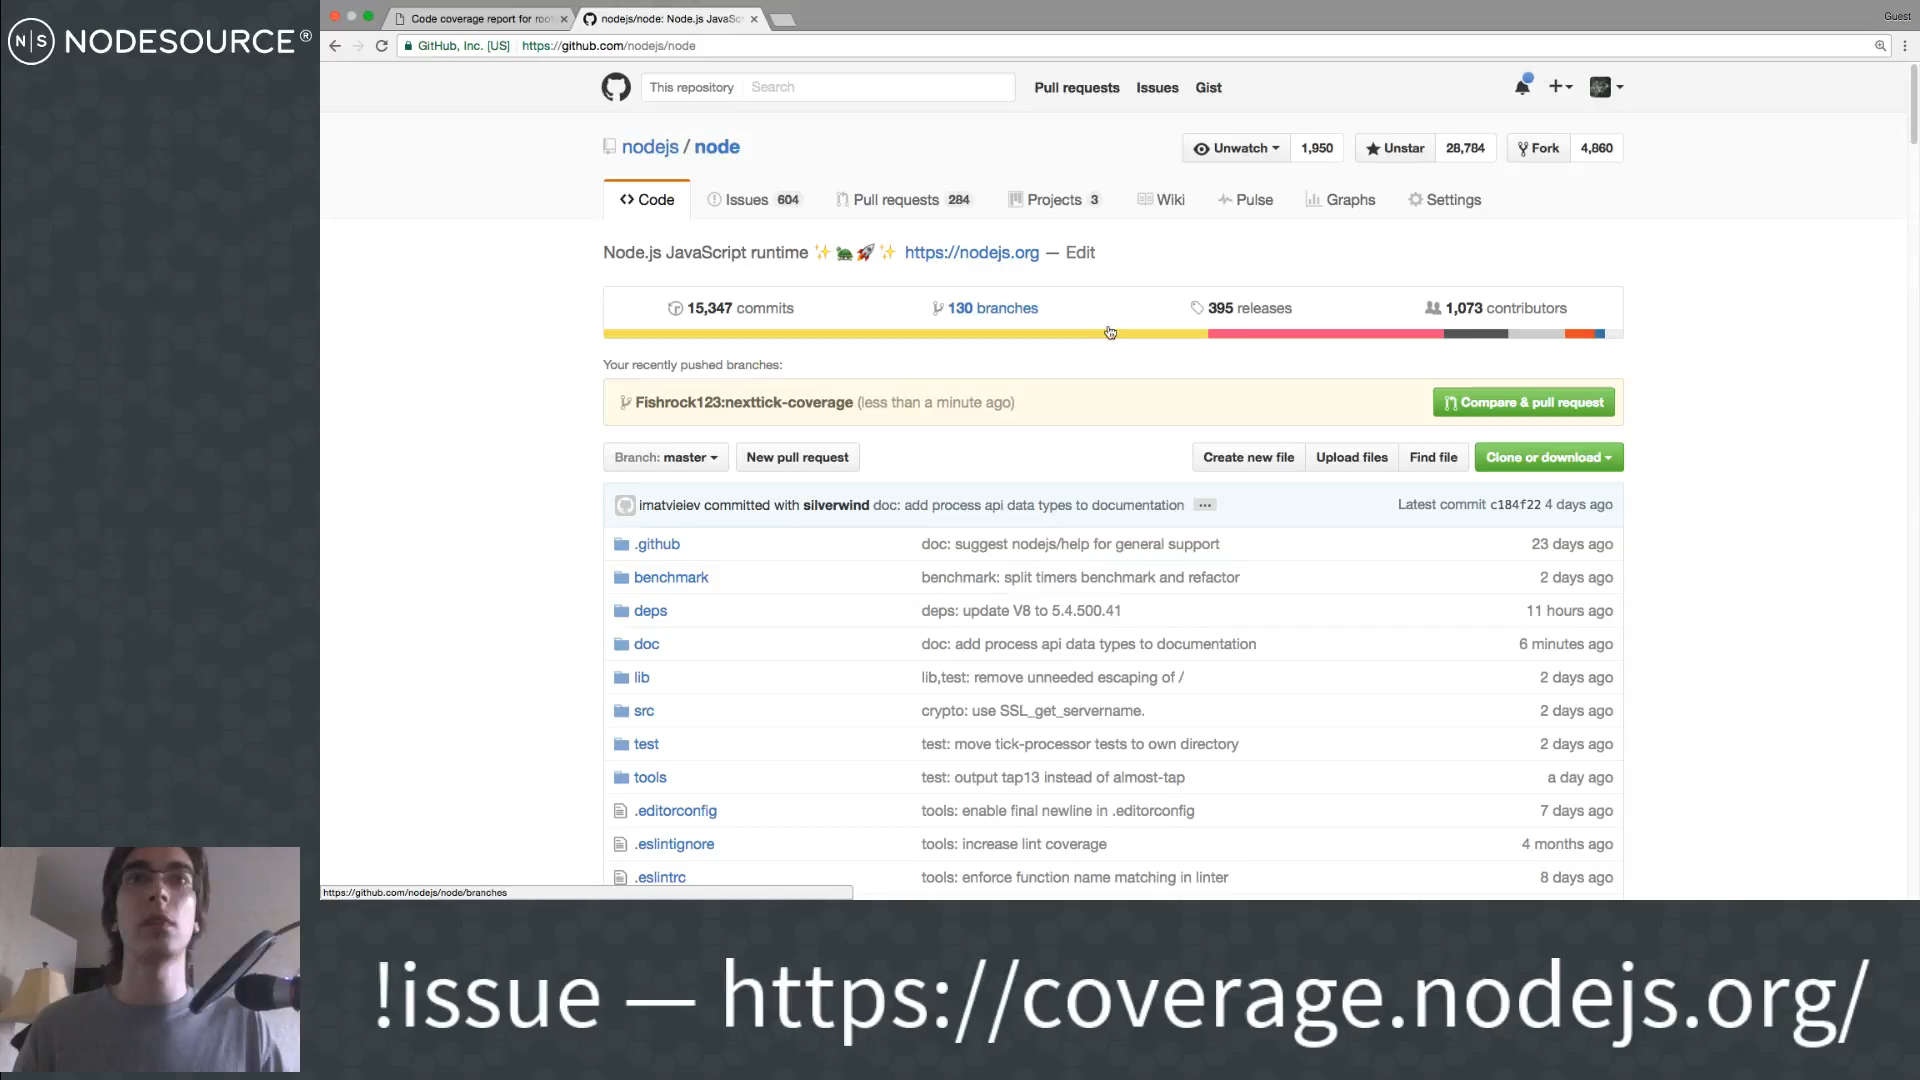 N|S NODESOURCE®
Code coverage report for root
nodejs/node: Node.js JavaSc
Guest
GitHub, Inc. [US] https://github.com/nodejs/node
This repository Search Pull requests Issues Gist
nodejs / node
Unwatch 1,950 Unstar 28,784 Fork 4,860
Code Issues 604 Pull requests 284 Projects 3 Wiki Pulse Graphs Settings
Node.js JavaScript runtime ✨🐢🚀✨ https://nodejs.org — Edit
15,347 commits 130 branches 395 releases 1,073 contributors
Your recently pushed branches:
Fishrock123:nexttick-coverage (less than a minute ago) Compare & pull request
Branch: master New pull request Create new file Upload files Find file Clone or download
imatvieiev committed with silverwind doc: add process api data types to documentation ... Latest commit c184f22 4 days ago
.github doc: suggest nodejs/help for general support 23 days ago
benchmark benchmark: split timers benchmark and refactor 2 days ago
deps deps: update V8 to 5.4.500.41 11 hours ago
doc doc: add process api data types to documentation 6 minutes ago
lib lib,test: remove unneeded escaping of / 2 days ago
src crypto: use SSL_get_servername. 2 days ago
test test: move tick-processor tests to own directory 2 days ago
tools test: output tap13 instead of almost-tap a day ago
.editorconfig tools: enable final newline in .editorconfig 7 days ago
.eslintignore tools: increase lint coverage 4 months ago
.eslintrc tools: enforce function name matching in linter 8 days ago
https://github.com/nodejs/node/branches
!issue — https://coverage.nodejs.org/